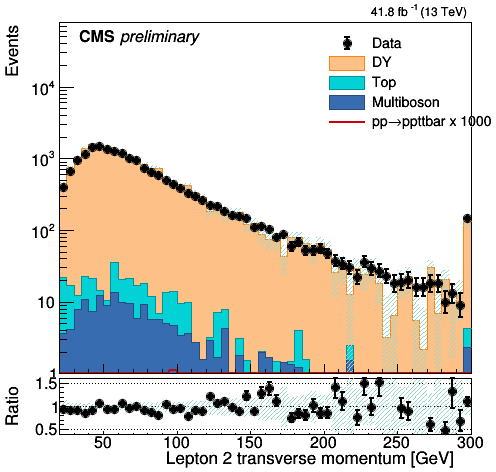 41.8 fb⁻¹ (13 TeV)
CMS preliminary
Events
Data
DY
Top
Multiboson
pp→ppttbar x 1000
10⁴
10³
10²
10
1
Ratio
1.5
1
0.5
50 100 150 200 250 300
Lepton 2 transverse momentum [GeV]